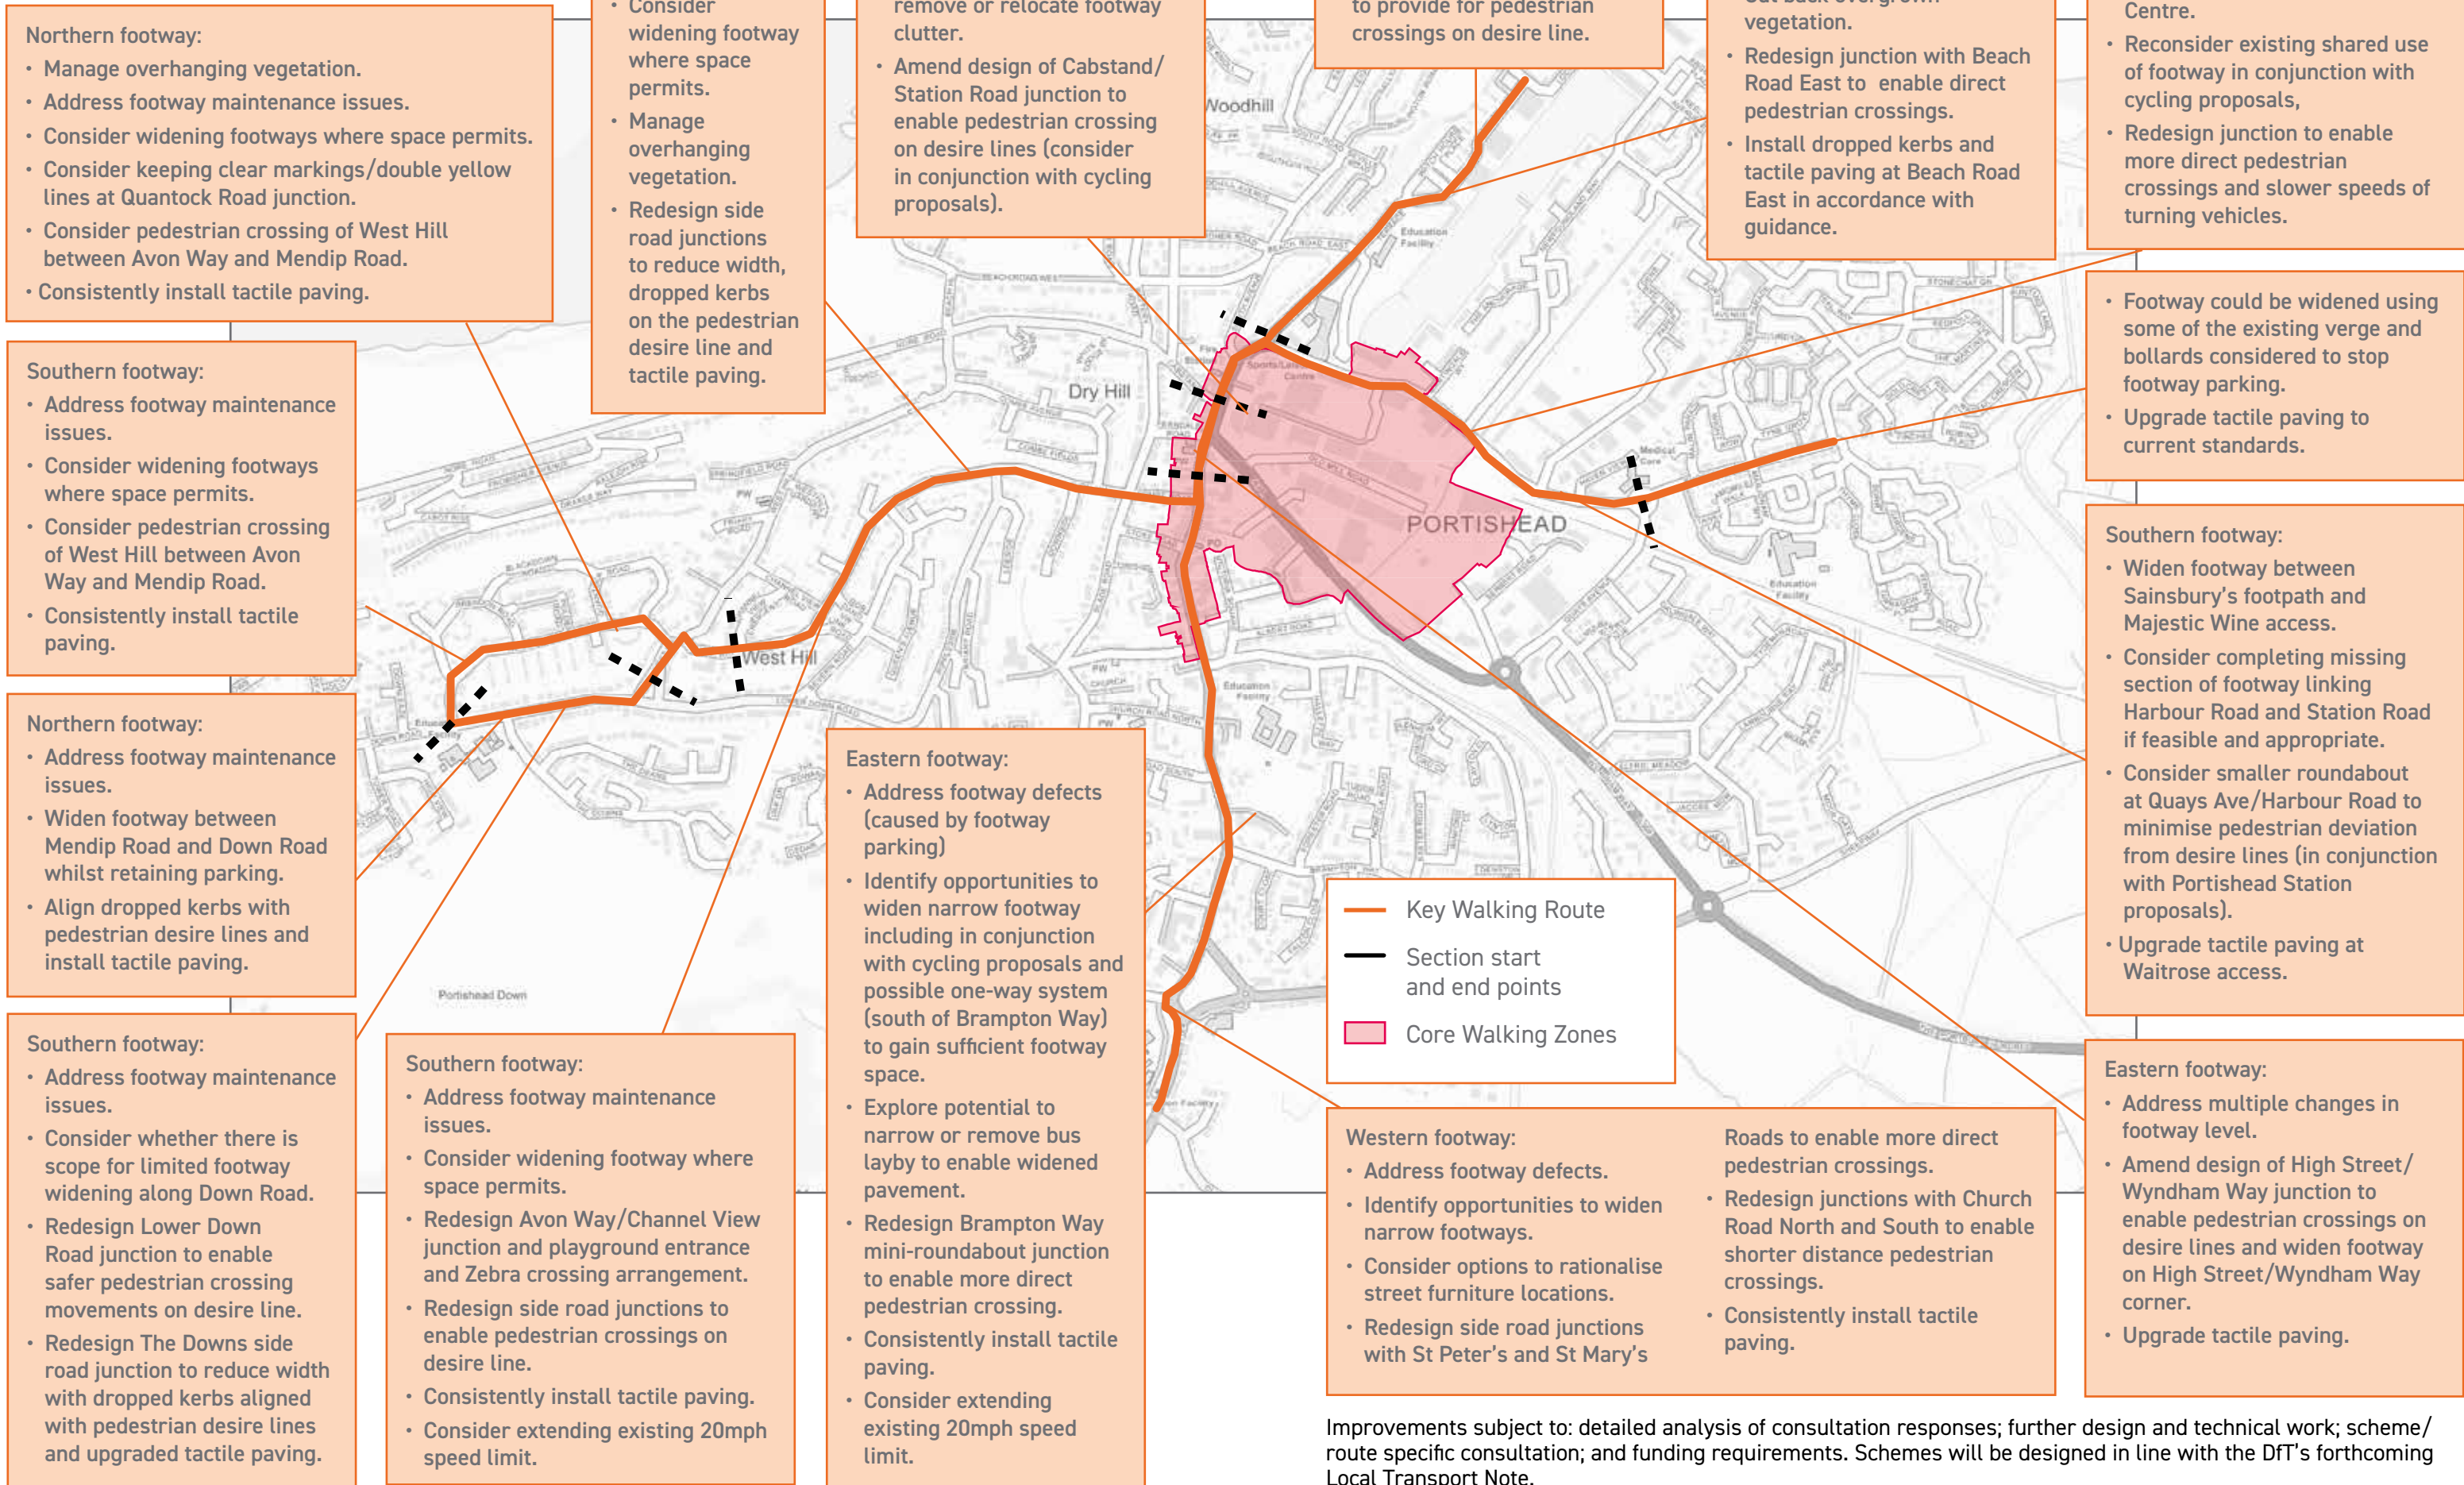 Northern footway:
• Manage overhanging vegetation.
• Address footway maintenance issues.
• Consider widening footways where space permits.
• Consider keeping clear markings/double yellow
lines at Quantock Road junction.
• Consider pedestrian crossing of West Hill
between Avon Way and Mendip Road.
• Consistently install tactile paving.
Southern footway:
• Address footway maintenance
issues.
• Consider widening footways
where space permits.
• Consider pedestrian crossing
of West Hill between Avon
Way and Mendip Road.
• Consistently install tactile
paving.
Northern footway:
• Address footway maintenance
issues.
• Widen footway between
Mendip Road and Down Road
whilst retaining parking.
• Align dropped kerbs with
pedestrian desire lines and
install tactile paving.
Southern footway:
• Address footway maintenance
issues.
• Consider whether there is
scope for limited footway
widening along Down Road.
• Redesign Lower Down
Road junction to enable
safer pedestrian crossing
movements on desire line.
• Redesign The Downs side
road junction to reduce width
with dropped kerbs aligned
with pedestrian desire lines
and upgraded tactile paving.
Southern footway:
• Address footway maintenance
issues.
• Consider widening footway where
space permits.
• Redesign Avon Way/Channel View
junction and playground entrance
and Zebra crossing arrangement.
• Redesign side road junctions to
enable pedestrian crossings on
desire line.
• Consistently install tactile paving.
• Consider extending existing 20mph
speed limit.
• Consider
widening footway
where space
permits.
• Manage
overhanging
vegetation.
• Redesign side
road junctions
to reduce width,
dropped kerbs
on the pedestrian
desire line and
tactile paving.
remove or relocate footway
clutter.
• Amend design of Cabstand/
Station Road junction to
enable pedestrian crossing
on desire lines (consider
in conjunction with cycling
proposals).
to provide for pedestrian
crossings on desire line.
vegetation.
• Redesign junction with Beach
Road East to enable direct
pedestrian crossings.
• Install dropped kerbs and
tactile paving at Beach Road
East in accordance with
guidance.
Centre.
• Reconsider existing shared use
of footway in conjunction with
cycling proposals,
• Redesign junction to enable
more direct pedestrian
crossings and slower speeds of
turning vehicles.
• Footway could be widened using
some of the existing verge and
bollards considered to stop
footway parking.
• Upgrade tactile paving to
current standards.
Southern footway:
• Widen footway between
Sainsbury's footpath and
Majestic Wine access.
• Consider completing missing
section of footway linking
Harbour Road and Station Road
if feasible and appropriate.
• Consider smaller roundabout
at Quays Ave/Harbour Road to
minimise pedestrian deviation
from desire lines (in conjunction
with Portishead Station
proposals).
• Upgrade tactile paving at
Waitrose access.
Eastern footway:
• Address multiple changes in
footway level.
• Amend design of High Street/
Wyndham Way junction to
enable pedestrian crossings on
desire lines and widen footway
on High Street/Wyndham Way
corner.
• Upgrade tactile paving.
Eastern footway:
• Address footway defects
(caused by footway
parking)
• Identify opportunities to
widen narrow footway
including in conjunction
with cycling proposals and
possible one-way system
(south of Brampton Way)
to gain sufficient footway
space.
• Explore potential to
narrow or remove bus
layby to enable widened
pavement.
• Redesign Brampton Way
mini-roundabout junction
to enable more direct
pedestrian crossing.
• Consistently install tactile
paving.
• Consider extending
existing 20mph speed
limit.
Western footway:
• Address footway defects.
• Identify opportunities to widen
narrow footways.
• Consider options to rationalise
street furniture locations.
• Redesign side road junctions
with St Peter's and St Mary's
Roads to enable more direct
pedestrian crossings.
• Redesign junctions with Church
Road North and South to enable
shorter distance pedestrian
crossings.
• Consistently install tactile
paving.
Key Walking Route
Section start
and end points
Core Walking Zones
Woodhill
Dry Hill
PORTISHEAD
West Hill
Portishead Down
Education
Facility
Medical
Improvements subject to: detailed analysis of consultation responses; further design and technical work; scheme/
route specific consultation; and funding requirements. Schemes will be designed in line with the DfT's forthcoming
Local Transport Note.